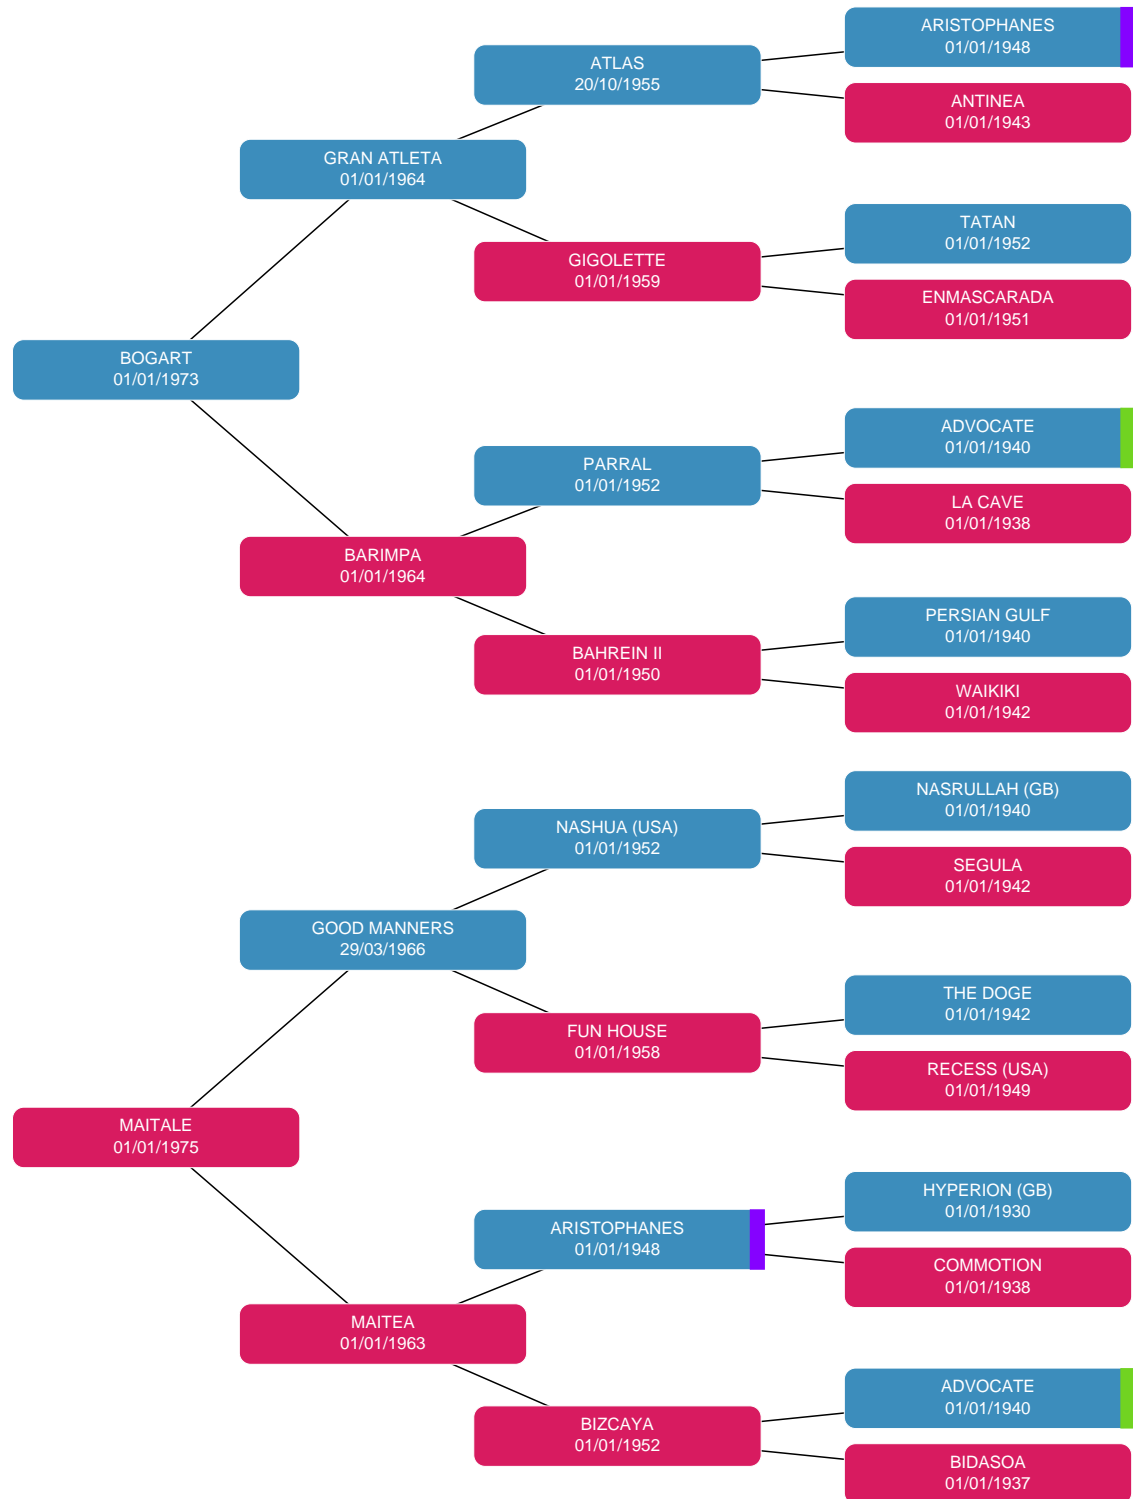 ARISTOPHANES
01/01/1948
ATLAS
20/10/1955
ANTINEA
01/01/1943
GRAN ATLETA
01/01/1964
TATAN
01/01/1952
GIGOLETTE
01/01/1959
ENMASCARADA
01/01/1951
BOGART
01/01/1973
ADVOCATE
01/01/1940
PARRAL
01/01/1952
LA CAVE
01/01/1938
BARIMPA
01/01/1964
PERSIAN GULF
01/01/1940
BAHREIN II
01/01/1950
WAIKIKI
01/01/1942
NASRULLAH (GB)
01/01/1940
NASHUA (USA)
01/01/1952
SEGULA
01/01/1942
GOOD MANNERS
29/03/1966
THE DOGE
01/01/1942
FUN HOUSE
01/01/1958
RECESS (USA)
01/01/1949
MAITALE
01/01/1975
HYPERION (GB)
01/01/1930
ARISTOPHANES
01/01/1948
COMMOTION
01/01/1938
MAITEA
01/01/1963
ADVOCATE
01/01/1940
BIZCAYA
01/01/1952
BIDASOA
01/01/1937